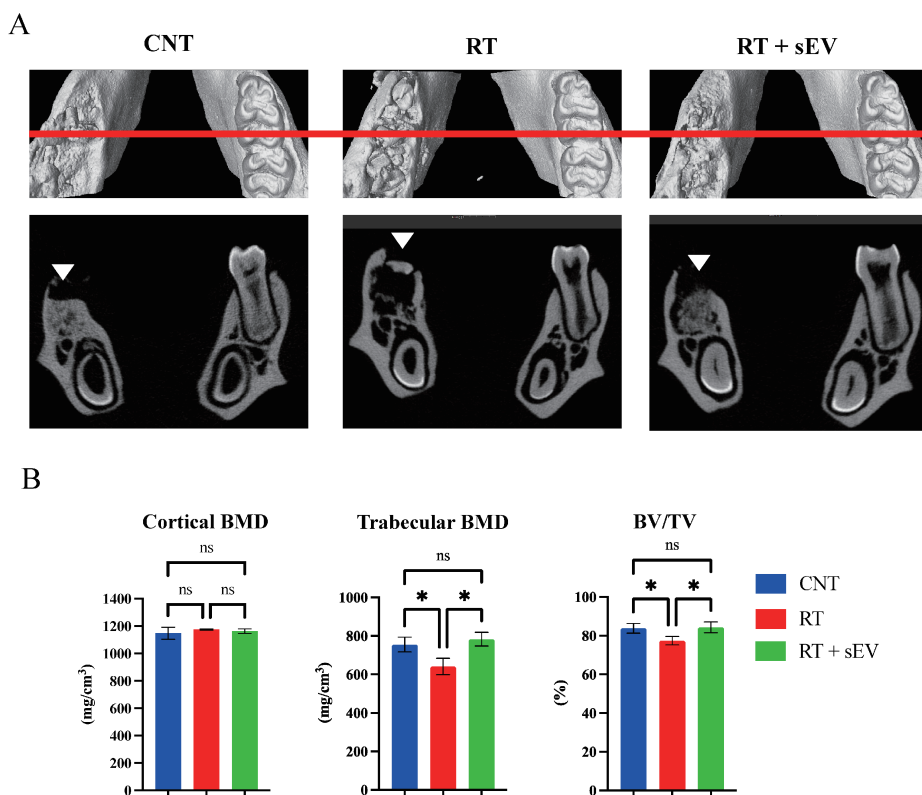 A
CNT
RT
RT + sEV
B
Cortical BMD
ns
ns
ns
1400
1200
1000
800
600
400
200
0
(mg/cm³)
Trabecular BMD
ns
*
*
1000
800
600
400
200
0
(mg/cm³)
BV/TV
ns
*
*
100
80
60
40
20
0
(%)
CNT
RT
RT + sEV